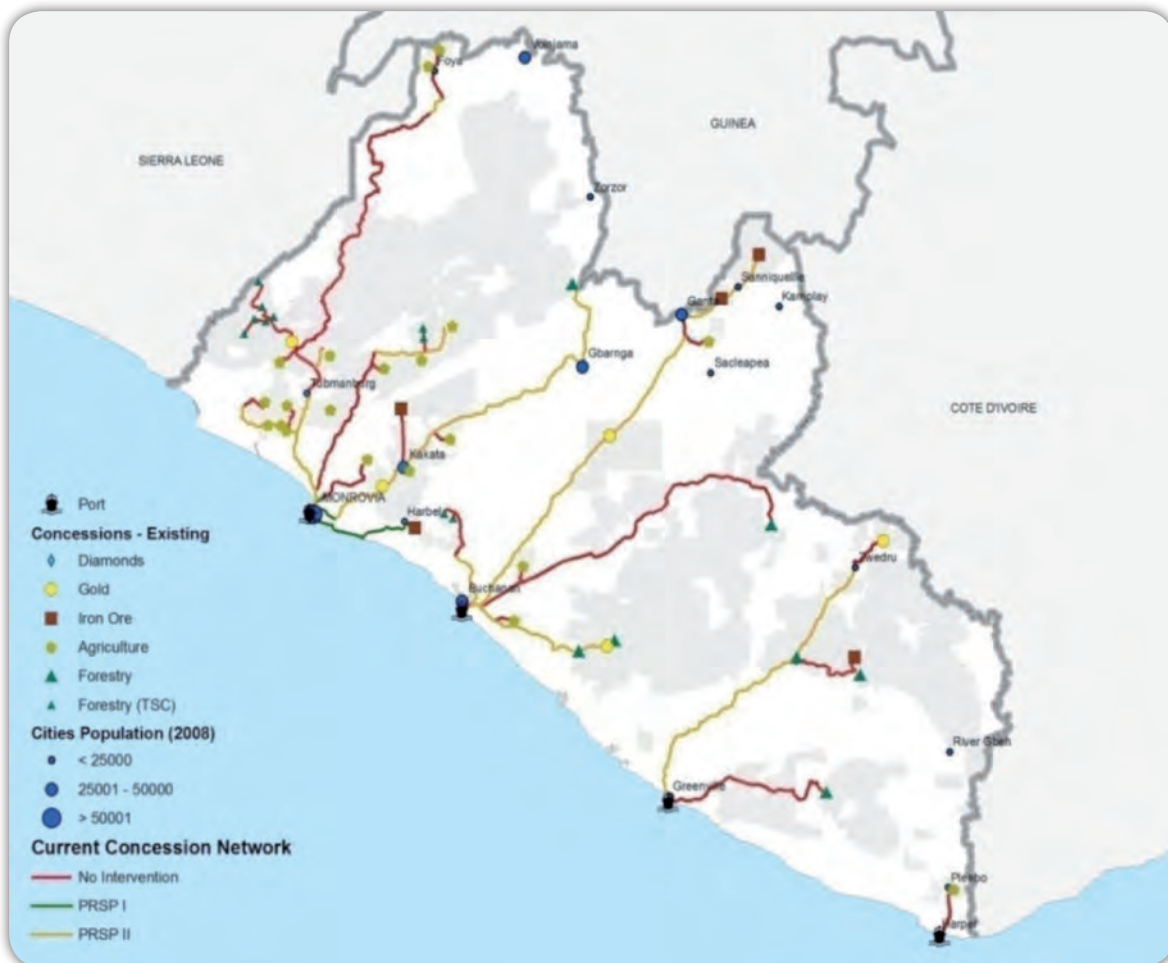 Voinjama
Foya
GUINEA
SIERRA LEONE
Zorzor
Sanniquellie
Kamplay
Ganta
Gbarnga
Sacleapea
Tubmanburg
COTE D'IVOIRE
Kakata
MONROVIA
Harbel
Zwedru
Buchanan
River Gbeh
Greenville
Pleebo
Harper
Port
Concessions - Existing
Diamonds
Gold
Iron Ore
Agriculture
Forestry
Forestry (TSC)
Cities Population (2008)
< 25000
25001 - 50000
> 50001
Current Concession Network
No Intervention
PRSP I
PRSP II